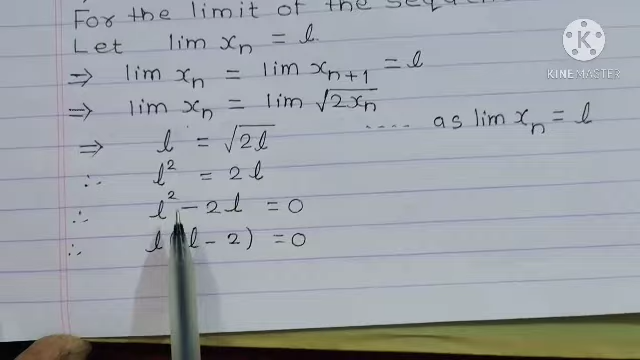 For the limit of the sequen
Let lim xₙ = l
⇒ lim xₙ = lim xₙ₊₁ = l
⇒ lim xₙ = lim √2xₙ
⇒ l = √2l .... as lim xₙ = l
∴ l² = 2l
∴ l² - 2l = 0
∴ l(l - 2) = 0
KINEMASTER